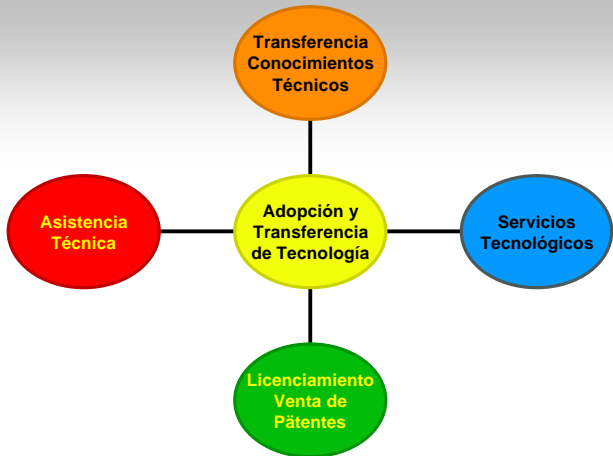 Transferencia
Conocimientos
Técnicos
Asistencia
Técnica
Adopción y
Transferencia
de Tecnología
Servicios
Tecnológicos
Licenciamiento
Venta de
Pätentes